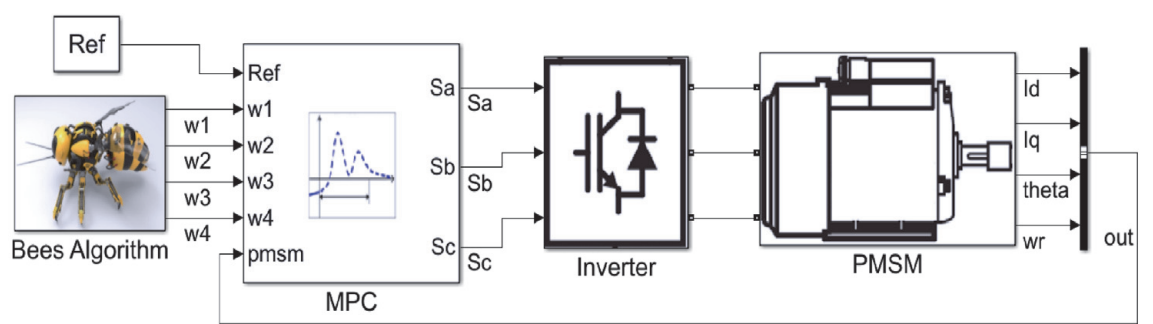 Ref
Ref
w1
w2
w3
w4
pmsm
w1
w2
w3
w4
Bees Algorithm
Sa
Sb
Sc
Sa
Sb
Sc
MPC
Inverter
PMSM
Id
Iq
theta
wr
out